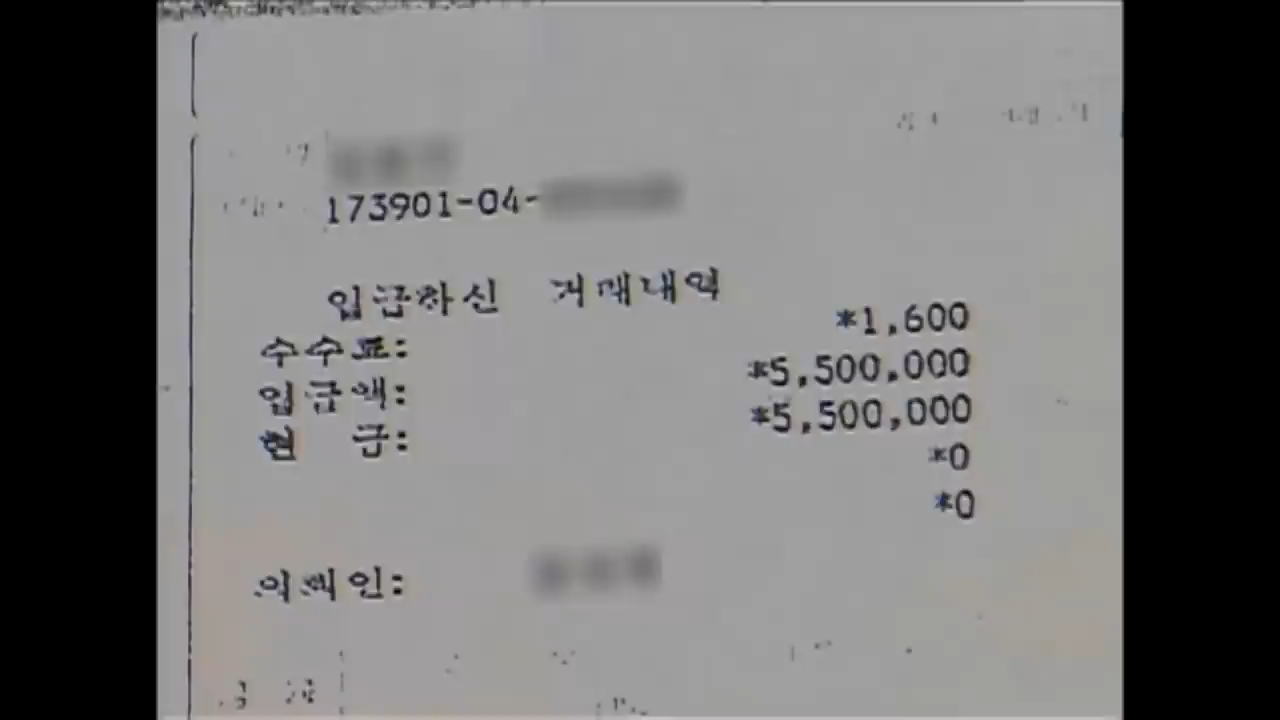 173901-04-
입금하신 거래내역
수수료: *1,600
입금액: *5,500,000
현 금: *5,500,000
*0
*0
의뢰인: